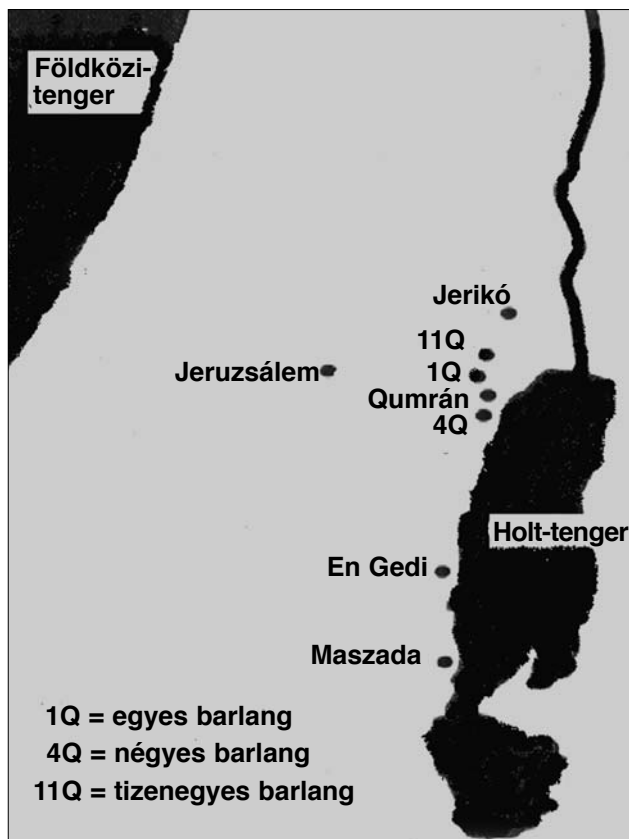 Földközi-
tenger
Jerikó
11Q
Jeruzsálem
1Q
Qumrán
4Q
Holt-tenger
En Gedi
Maszada
1Q = egyes barlang
4Q = négyes barlang
11Q = tizenegyes barlang